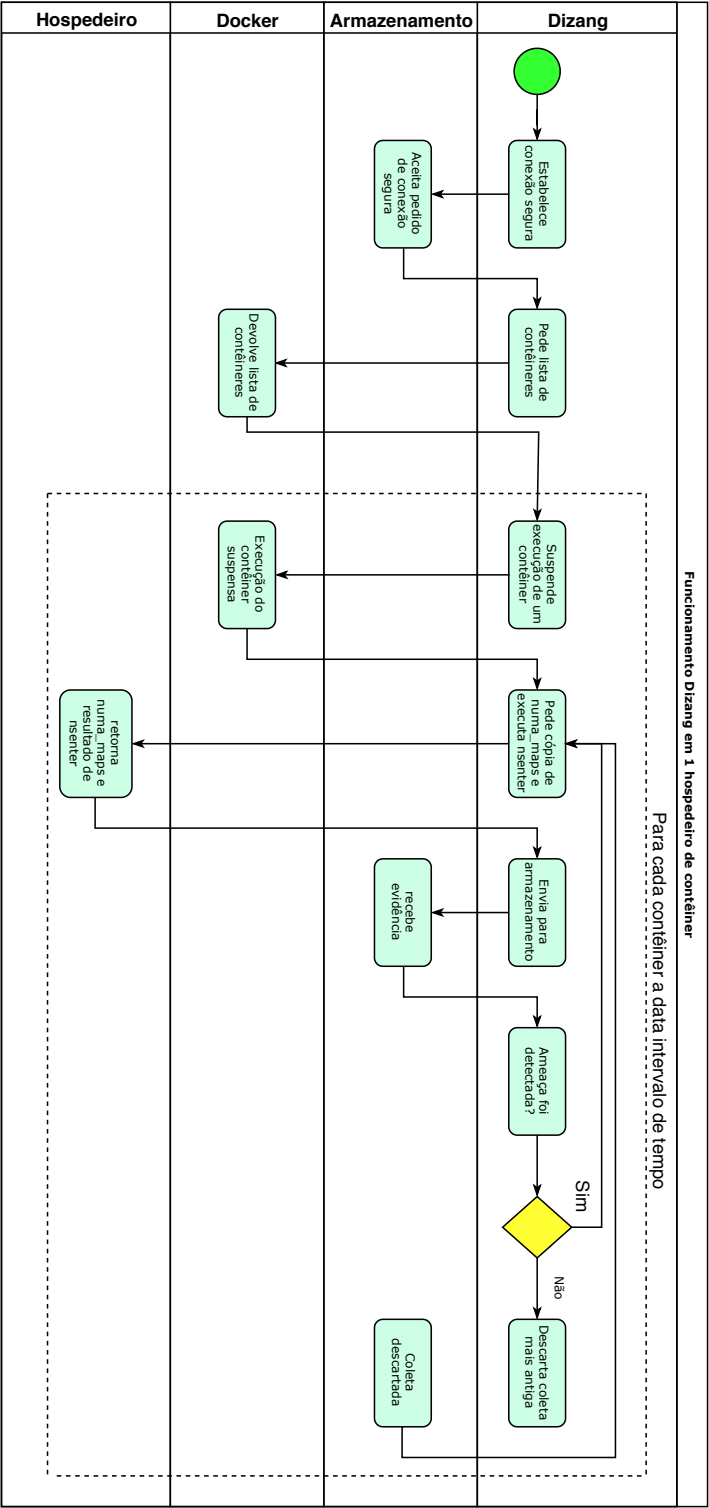 Funcionamento Dizang em 1 hospedeiro de contêiner
Hospedeiro
Docker
Armazenamento
Dizang
Para cada contêiner a data intervalo de tempo
Estabelece
conexão segura
Aceita pedido
de conexão
segura
Pede lista de
contêineres
Devolve lista de
contêineres
Suspende
execução de um
contêiner
Execução do
contêiner
suspensa
Pede cópia de
numa_maps e
executa nsenter
retorna
numa_maps e
resultado de
nsenter
Envia para
armazenamento
recebe
evidência
Ameaça foi
detectada?
Sim
Não
Descarta coleta
mais antiga
Coleta
descartada